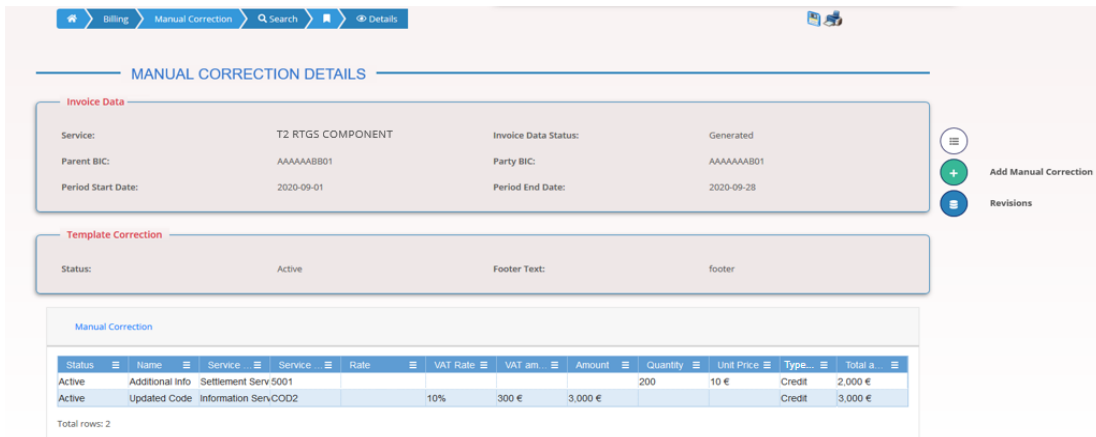 Billing Manual Correction Search Details
MANUAL CORRECTION DETAILS
Invoice Data
Service: T2 RTGS COMPONENT Invoice Data Status: Generated
Parent BIC: AAAAAABB01 Party BIC: AAAAAAAB01
Add Manual Correction
Period Start Date: 2020-09-01 Period End Date: 2020-09-28
Revisions
Template Correction
Status: Active Footer Text: footer
Manual Correction
Status Name Service ... Service ... Rate VAT Rate VAT am... Amount Quantity Unit Price Type... Total a...
Active Additional Info Settlement Serv 5001 200 10 € Credit 2,000 €
Active Updated Code Information Serv COD2 10% 300 € 3,000 € Credit 3,000 €
Total rows: 2